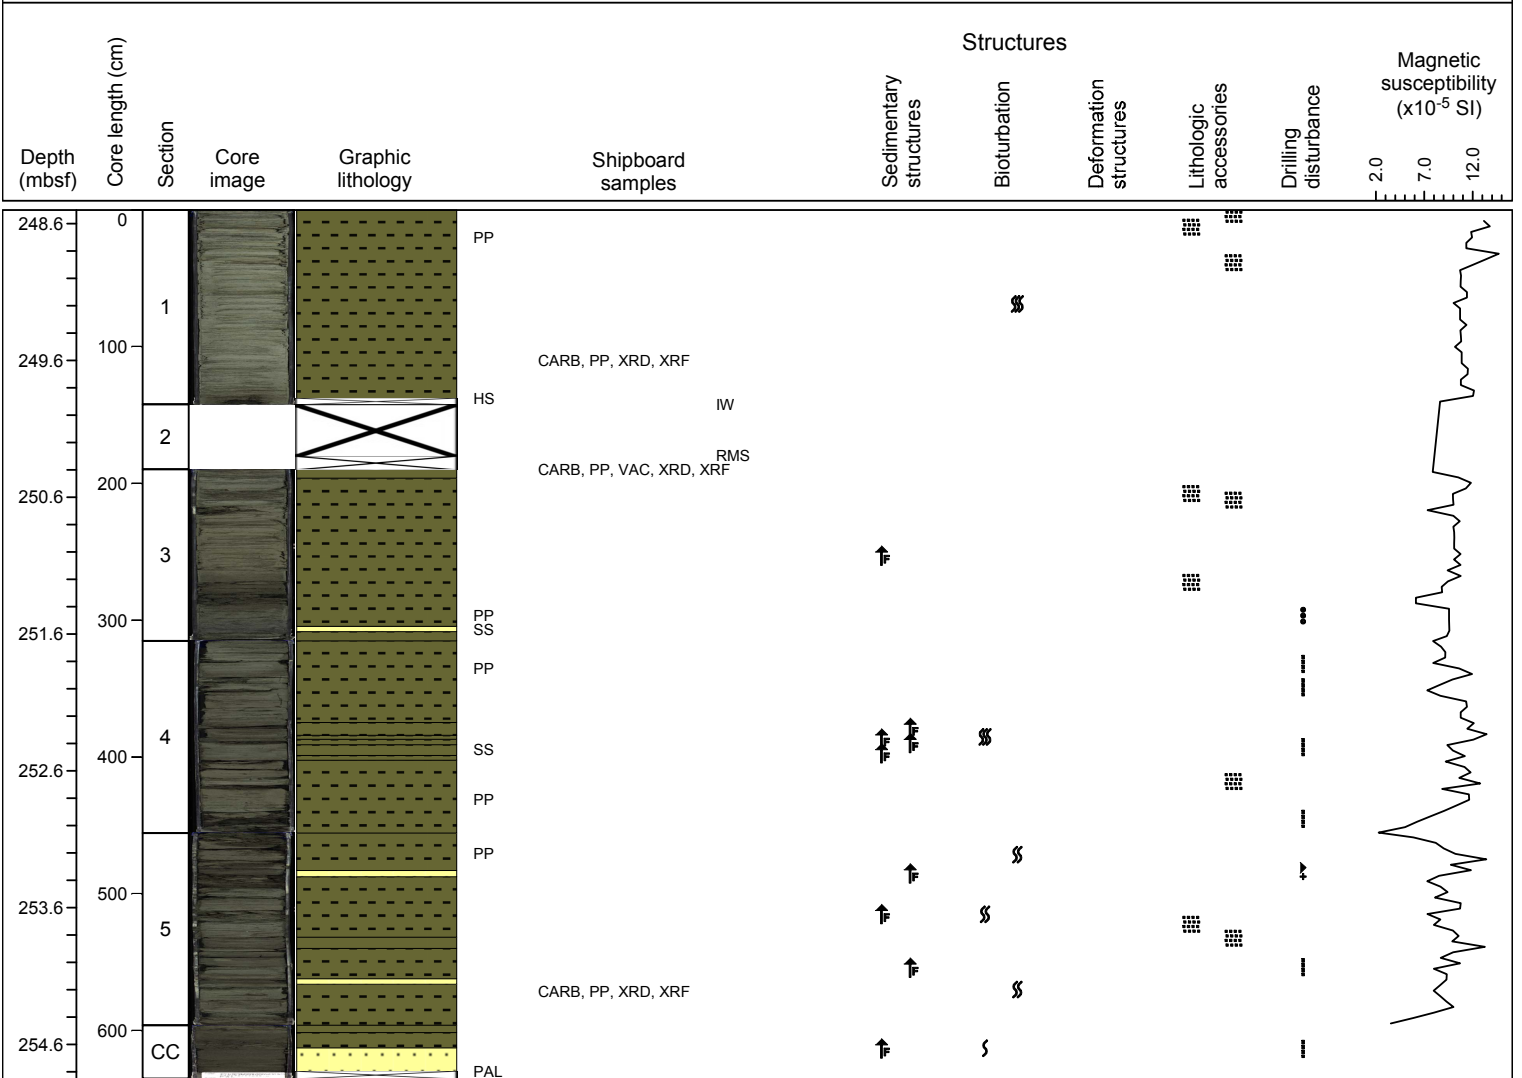 Structures
Depth
(mbsf)
Core length (cm)
Section
Core
image
Graphic
lithology
Shipboard
samples
Sedimentary
structures
Bioturbation
Deformation
structures
Lithologic
accessories
Drilling
disturbance
Magnetic
susceptibility
(x10-5 SI)
2.0 7.0 12.0
248.6 0
PP
1
100
249.6 CARB, PP, XRD, XRF
HS
IW
2
RMS
CARB, PP, VAC, XRD, XRF
200
250.6
3
F
300 PP
251.6 SS
PP
4
F F
F F
400 SS
252.6
PP
PP
F
500
253.6 F
5
F
CARB, PP, XRD, XRF
600
254.6 CC F
PAL